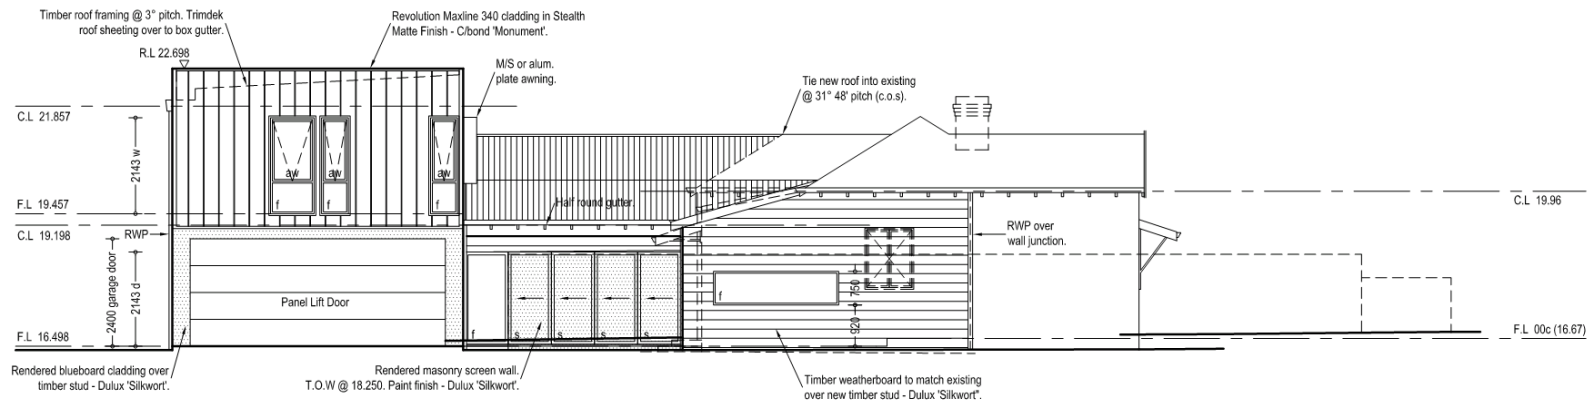 Timber roof framing @ 3° pitch. Trimdek
roof sheeting over to box gutter.
Revolution Maxline 340 cladding in Stealth
Matte Finish - C/bond 'Monument'.
R.L 22.698
M/S or alum.
plate awning.
Tie new roof into existing
@ 31° 48' pitch (c.o.s).
C.L 21.857
2143 w
aw
aw
aw
f
f
f
F.L 19.457
C.L 19.198
RWP
Half round gutter.
C.L 19.96
RWP over
wall junction.
2400 garage door
2143 d
Panel Lift Door
f
s
s
s
s
f
750
920
F.L 16.498
F.L 00c (16.67)
Rendered blueboard cladding over
timber stud - Dulux 'Silkwort'.
Rendered masonry screen wall.
T.O.W @ 18.250. Paint finish - Dulux 'Silkwort'.
Timber weatherboard to match existing
over new timber stud - Dulux 'Silkwort".